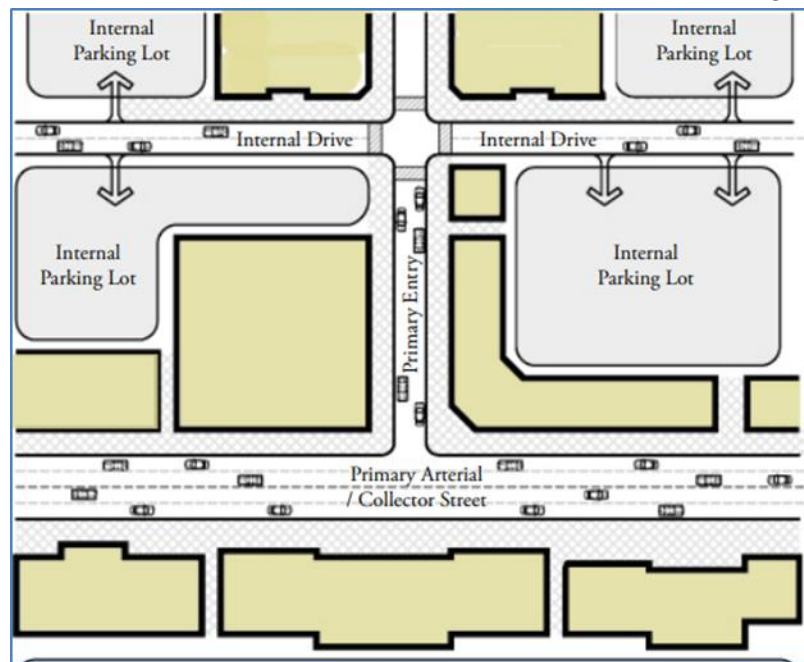 Internal
Parking Lot
Internal
Parking Lot
Internal Drive
Internal Drive
Internal
Parking Lot
Primary Entry
Internal
Parking Lot
Primary Arterial
/ Collector Street